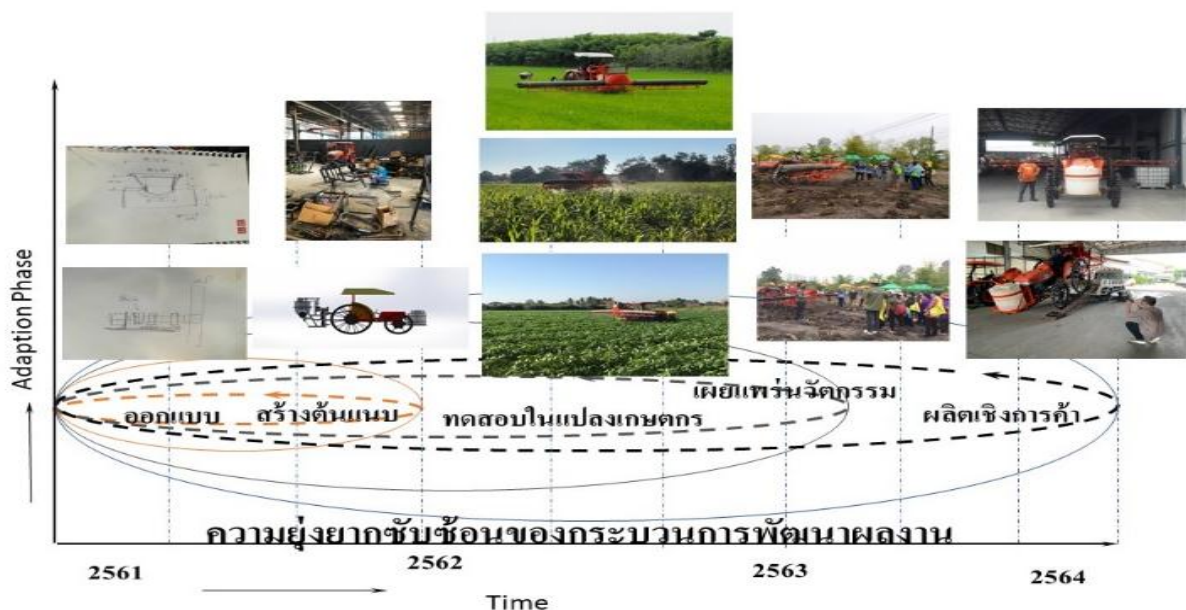 Adaption Phase
ออกแบบ
สร้างต้นแบบ
ทดสอบในแปลงเกษตกร
เผยแพร่นวัตกรรม
ผลิตเชิงการค้า
ความยุ่งยากซับซ้อนของกระบวนการพัฒนาผลงาน
2561
2562
2563
2564
Time